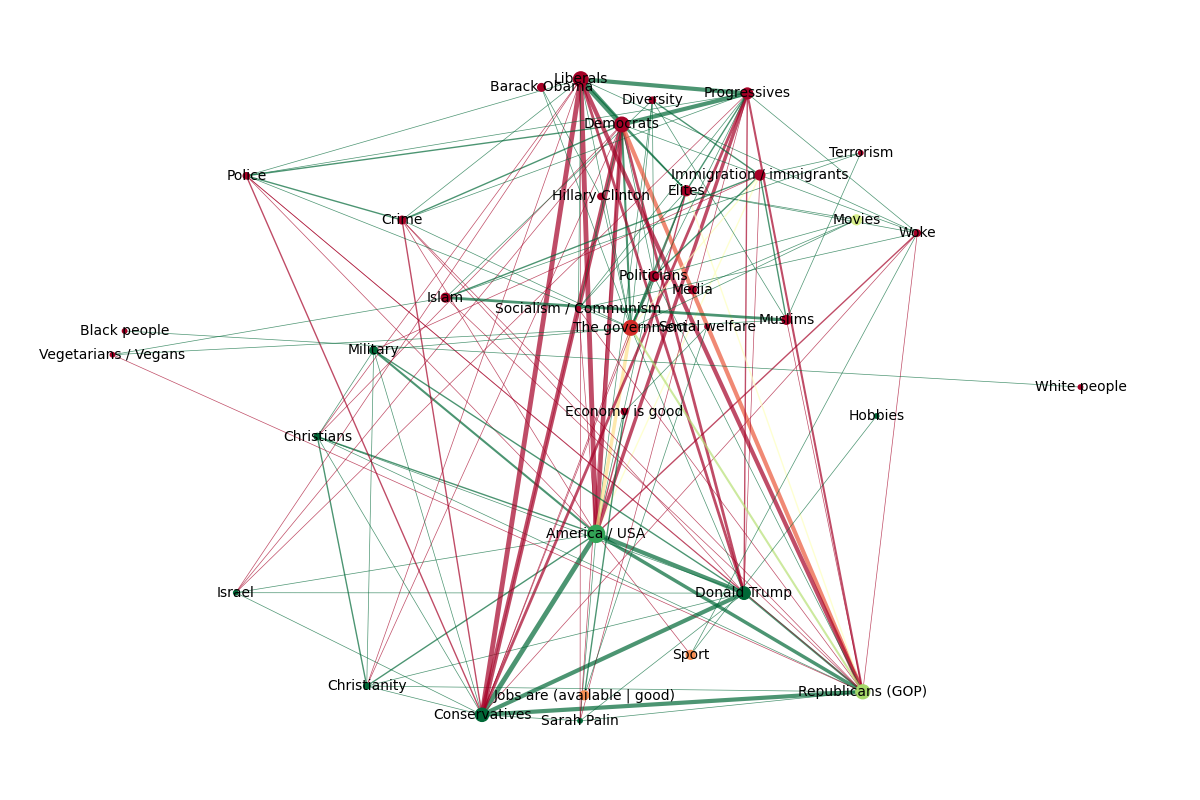 Liberals
Barack Obama
Progressives
Diversity
Democrats
Terrorism
Police
Immigration / immigrants
Elites
Hillary Clinton
Crime
Movies
Woke
Politicians
Media
Islam
Socialism / Communism
Muslims
The government
Social welfare
Black people
Vegetarians / Vegans
Military
White people
Economy is good
Hobbies
Christians
America / USA
Israel
Donald Trump
Sport
Christianity
Jobs are (available | good)
Republicans (GOP)
Conservatives
Sarah Palin